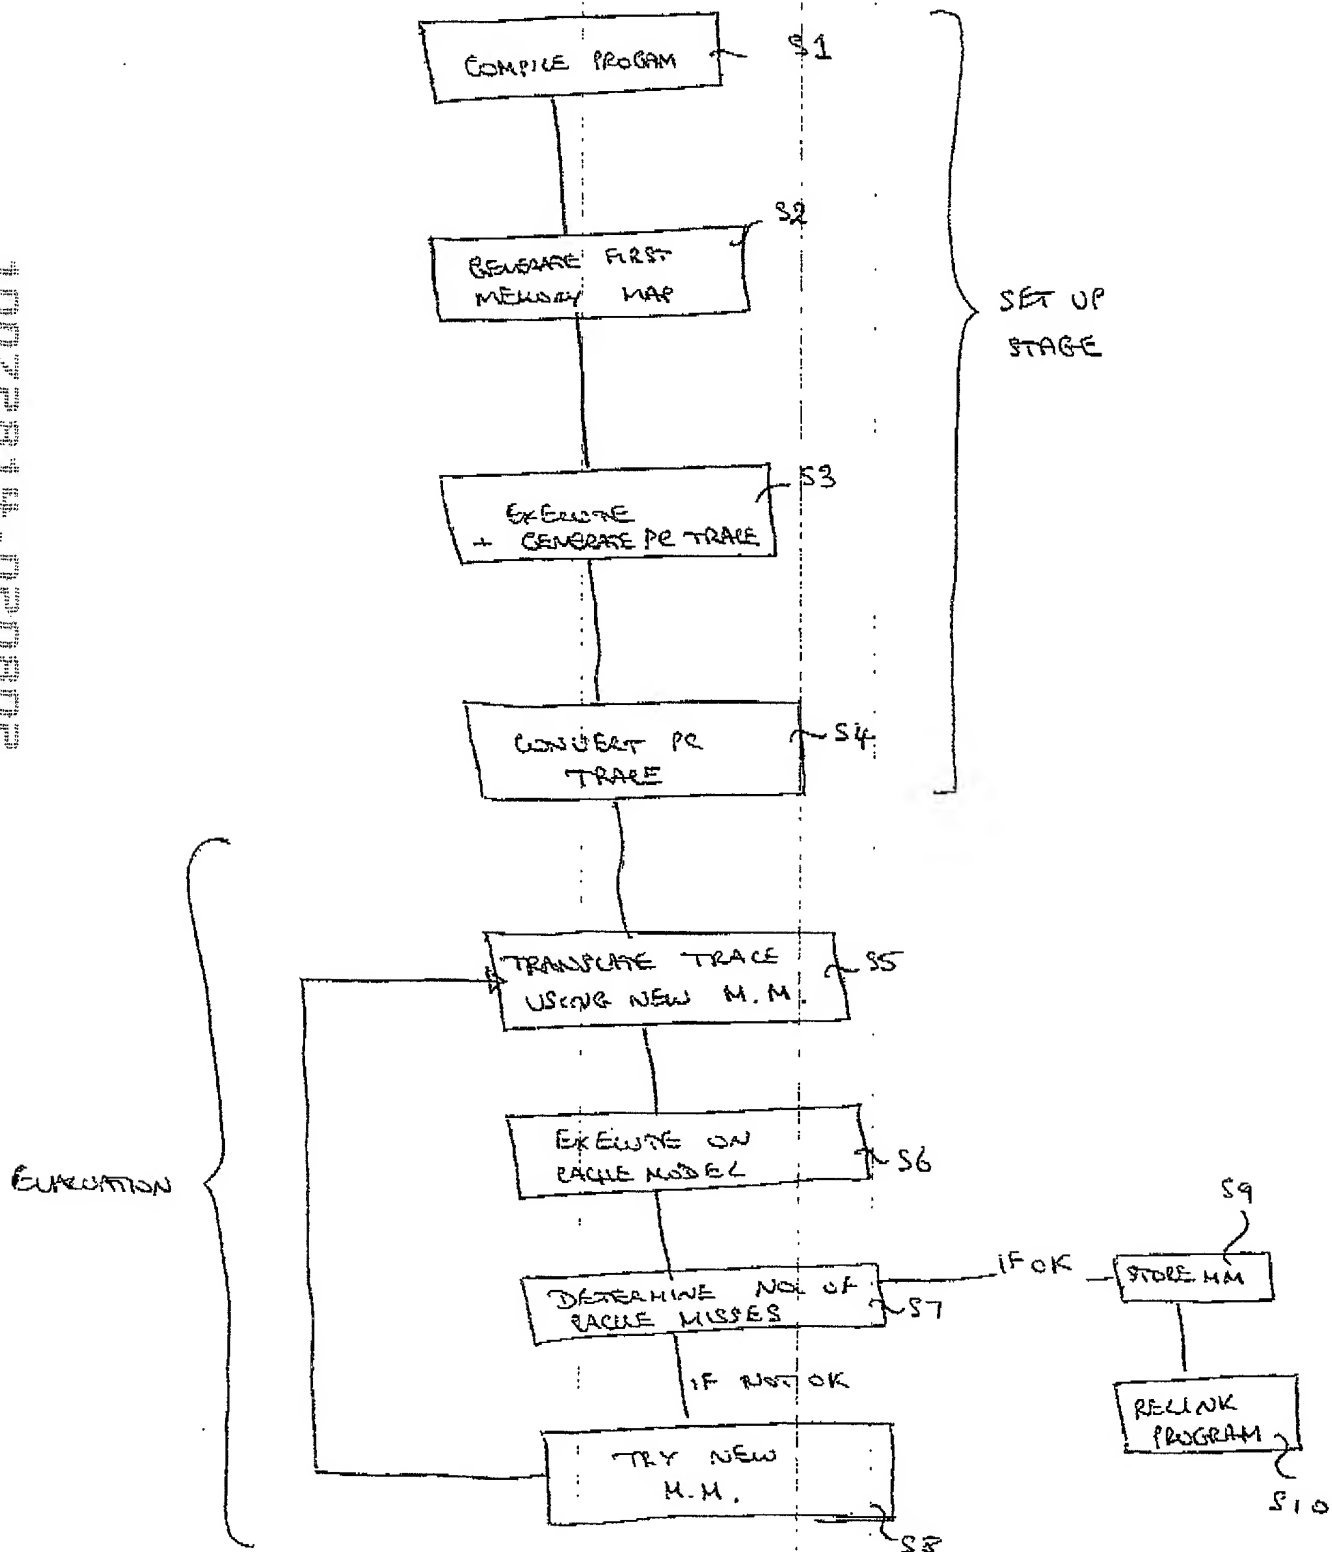 COMPILE PROGAM
S1
GENERATE FIRST
MEMORY MAP
S2
SET UP
STAGE
EXECUTE
+ GENERATE PC TRACE
S3
CONVERT PC
TRACE
S4
TRANSLATE TRACE
USING NEW M.M.
S5
EXECUTE ON
CACHE MODEL
S6
EVALUATION
DETERMINE NO. OF
CACHE MISSES
S7
IF OK
STORE MM
S9
IF NOT OK
RELINK
PROGRAM
S10
TRY NEW
M.M.
S8